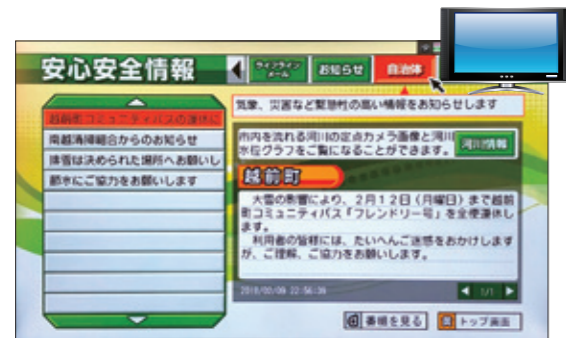 安心安全情報
ライフライン
メール
お知らせ
自治体
気象、災害など緊急性の高い情報をお知らせします
越前町コミュニティバスの運休に
南越清掃組合からのお知らせ
排雪は決められた場所へお願いし
節水にご協力をお願いします
市内を流れる河川の定点カメラ画像と河川
水位グラフをご覧になることができます。
河川情報
越前町
大雪の影響により、2月12日(月曜日)まで越前
町コミュニティバス「フレンドリー号」を全便運休し
ます。
利用者の皆様には、たいへんご迷惑をおかけします
が、ご理解、ご協力をお願いします。
2018/02/09 22:56:39
1/1
番組を見る
トップ画面